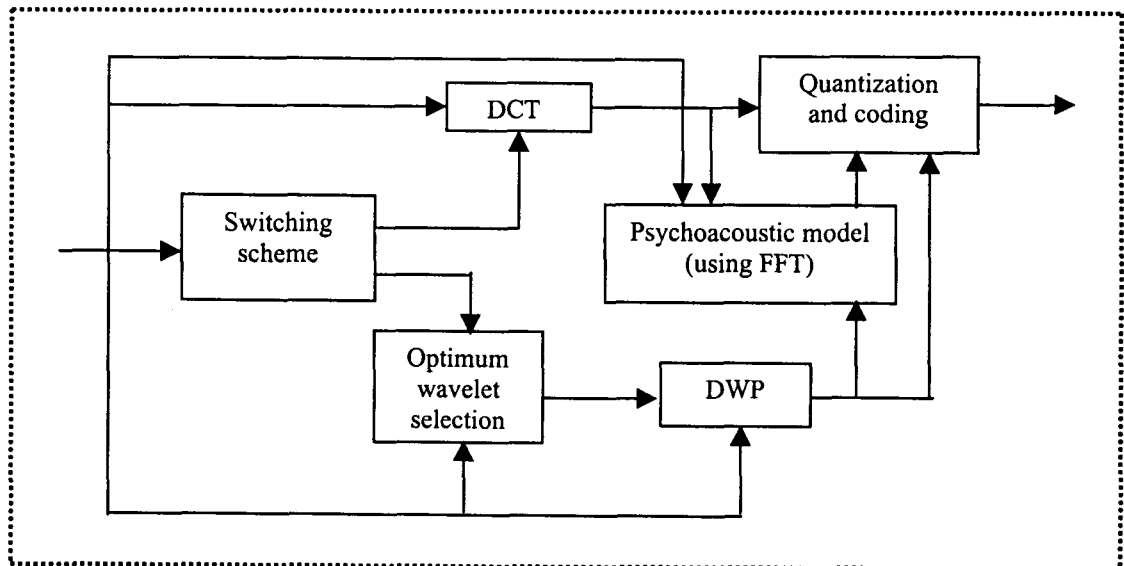 DCT
Quantization
and coding
Switching
scheme
Psychoacoustic model
(using FFT)
Optimum
wavelet
selection
DWP